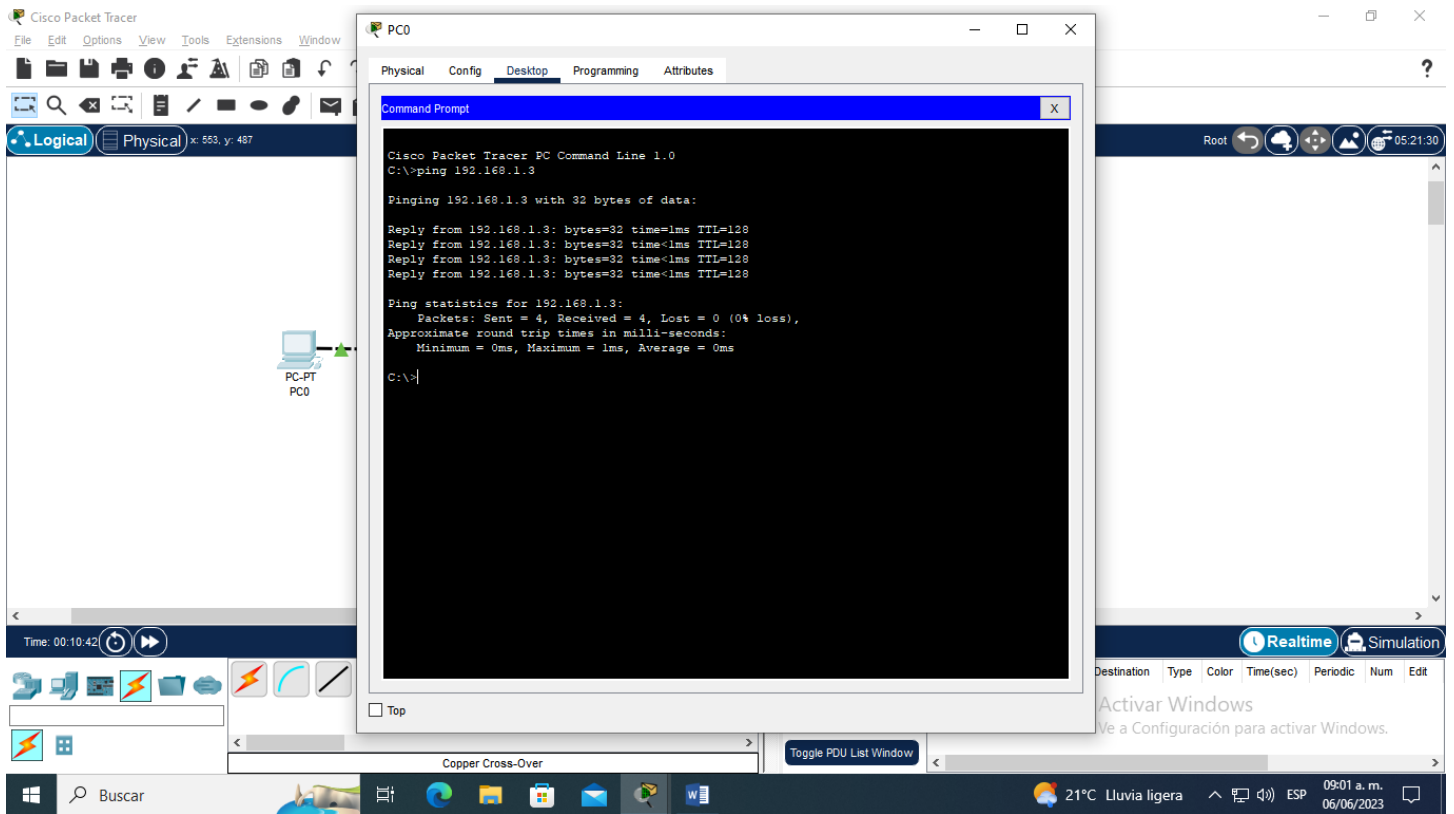 Cisco Packet Tracer
File Edit Options View Tools Extensions Window
?
Logical Physical x: 553, y: 487
Root 05:21:30
PC0
Physical Config Desktop Programming Attributes
Command Prompt X
Cisco Packet Tracer PC Command Line 1.0
C:\>ping 192.168.1.3
Pinging 192.168.1.3 with 32 bytes of data:
Reply from 192.168.1.3: bytes=32 time=1ms TTL=128
Reply from 192.168.1.3: bytes=32 time<1ms TTL=128
Reply from 192.168.1.3: bytes=32 time<1ms TTL=128
Reply from 192.168.1.3: bytes=32 time<1ms TTL=128
Ping statistics for 192.168.1.3:
Packets: Sent = 4, Received = 4, Lost = 0 (0% loss),
Approximate round trip times in milli-seconds:
Minimum = 0ms, Maximum = 1ms, Average = 0ms
C:\>
PC-PT
PC0
Top
Time: 00:10:42
Realtime Simulation
Destination Type Color Time(sec) Periodic Num Edit
Activar Windows
Ve a Configuración para activar Windows.
Toggle PDU List Window
Copper Cross-Over
Buscar
21°C Lluvia ligera ESP
09:01 a. m.
06/06/2023